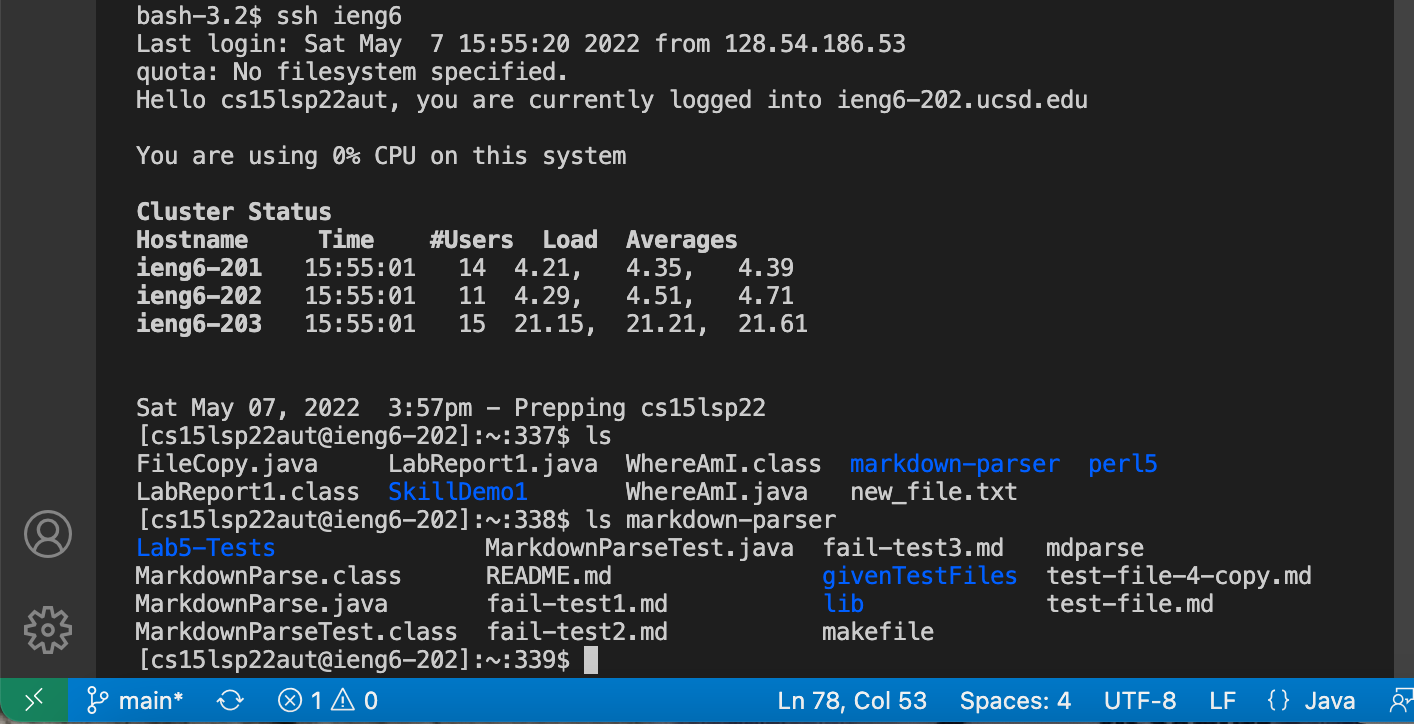 bash-3.2$ ssh ieng6
Last login: Sat May  7 15:55:20 2022 from 128.54.186.53
quota: No filesystem specified.
Hello cs15lsp22aut, you are currently logged into ieng6-202.ucsd.edu
You are using 0% CPU on this system
Cluster Status
Hostname     Time    #Users  Load  Averages
ieng6-201   15:55:01   14  4.21,   4.35,   4.39
ieng6-202   15:55:01   11  4.29,   4.51,   4.71
ieng6-203   15:55:01   15  21.15,  21.21,  21.61
Sat May 07, 2022  3:57pm - Prepping cs15lsp22
[cs15lsp22aut@ieng6-202]:~:337$ ls
FileCopy.java     LabReport1.java  WhereAmI.class  markdown-parser  perl5
LabReport1.class  SkillDemo1       WhereAmI.java   new_file.txt
[cs15lsp22aut@ieng6-202]:~:338$ ls markdown-parser
Lab5-Tests               MarkdownParseTest.java  fail-test3.md   mdparse
MarkdownParse.class      README.md               givenTestFiles  test-file-4-copy.md
MarkdownParse.java       fail-test1.md           lib             test-file.md
MarkdownParseTest.class  fail-test2.md           makefile
[cs15lsp22aut@ieng6-202]:~:339$
main* 1 0 Ln 78, Col 53 Spaces: 4 UTF-8 LF {} Java